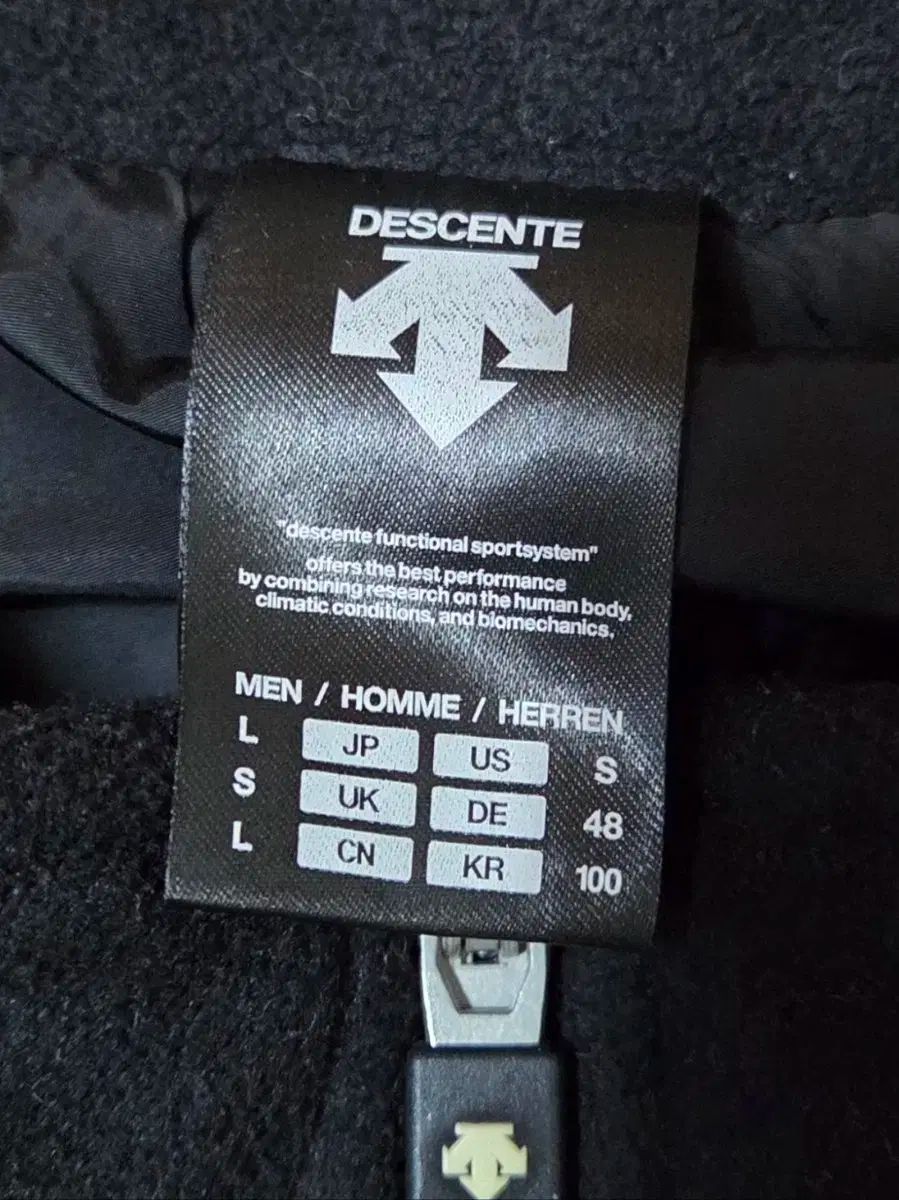 DESCENTE
"descente functional sportsystem"
offers the best performance
by combining research on the human body,
climatic conditions, and biomechanics.
MEN / HOMME / HERREN
L JP US S
S UK DE 48
L CN KR 100